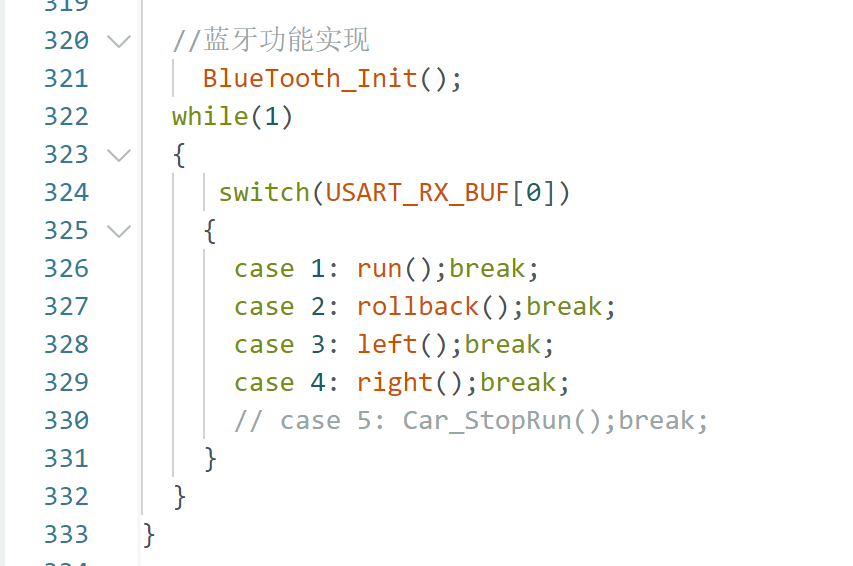 319
320 //蓝牙功能实现
321 BlueTooth_Init();
322 while(1)
323 {
324 switch(USART_RX_BUF[0])
325 {
326 case 1: run();break;
327 case 2: rollback();break;
328 case 3: left();break;
329 case 4: right();break;
330 // case 5: Car_StopRun();break;
331 }
332 }
333 }